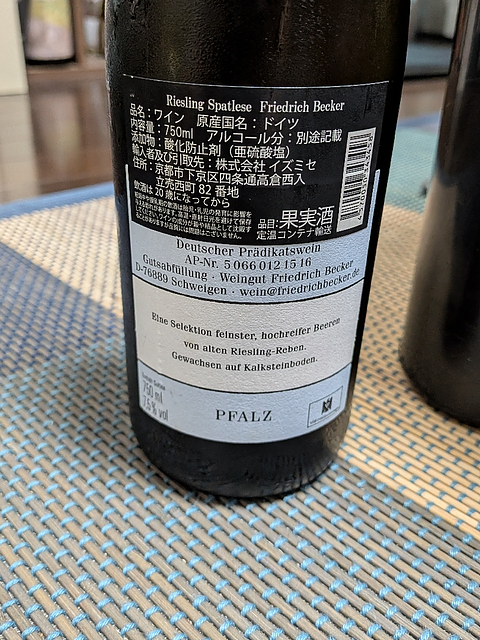 Riesling Spatlese Friedrich Becker
品名：ワイン 原産国名：ドイツ
内容量：750ml アルコール分：別途記載
添加物：酸化防止剤（亜硫酸塩）
輸入者及び引取先：株式会社 イズミセ
住所：京都市下京区四条通高倉西入
立売西町 82 番地
飲酒は 20 歳になってから
品目:果実酒
定温コンテナ輸送
Deutscher Prädikatswein
AP-Nr. 5 066 012 15 16
Gutsabfüllung · Weingut Friedrich Becker
D-76889 Schweigen · wein@friedrichbecker.de
Eine Selektion feinster, hochreifer Beeren
von alten Riesling-Reben.
Gewachsen auf Kalksteinboden.
750 ml
7,5 % vol
PFALZ